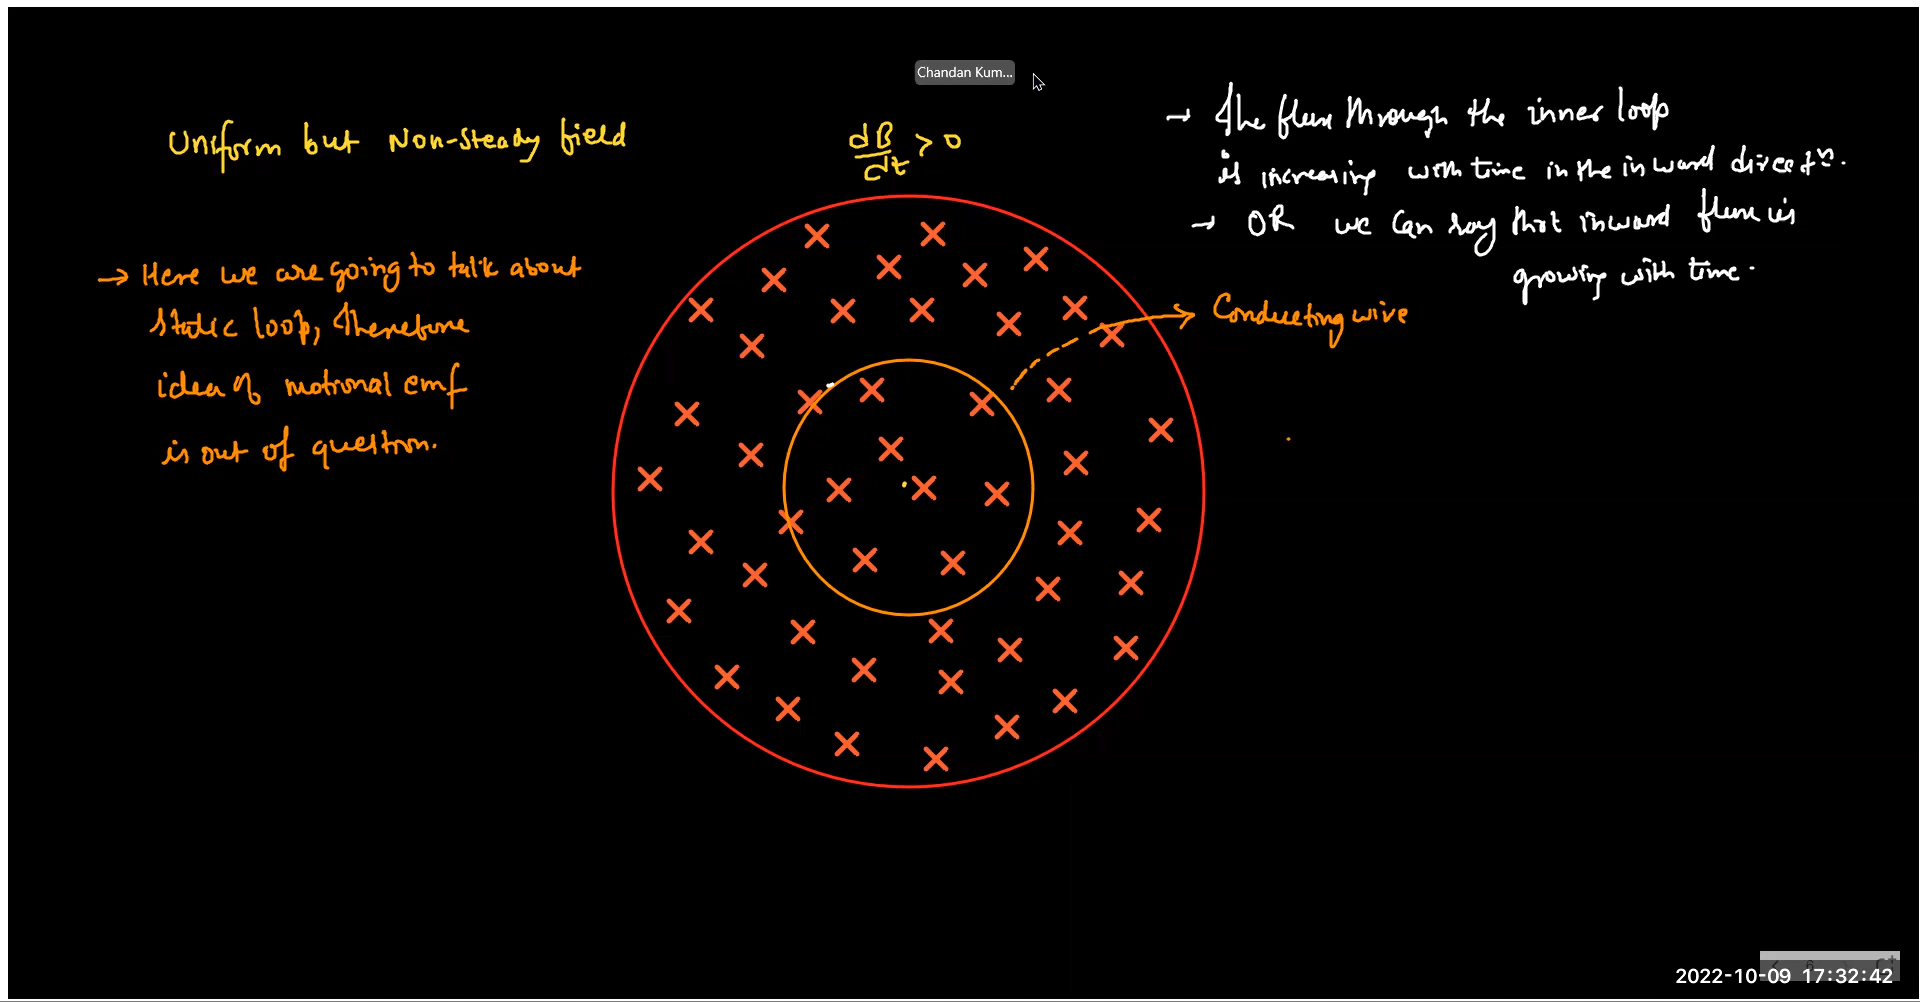 Chandan Kum...
Uniform but Non-Steady field
dB/dt > 0
→ The flux through the inner loop
is increasing with time in the inward directⁿ.
→ OR we can say that inward flux is
growing with time.
→ Here we are going to talk about
static loop, Therefore
idea of motional emf
is out of question.
Conducting wire
2022-10-09 17:32:42